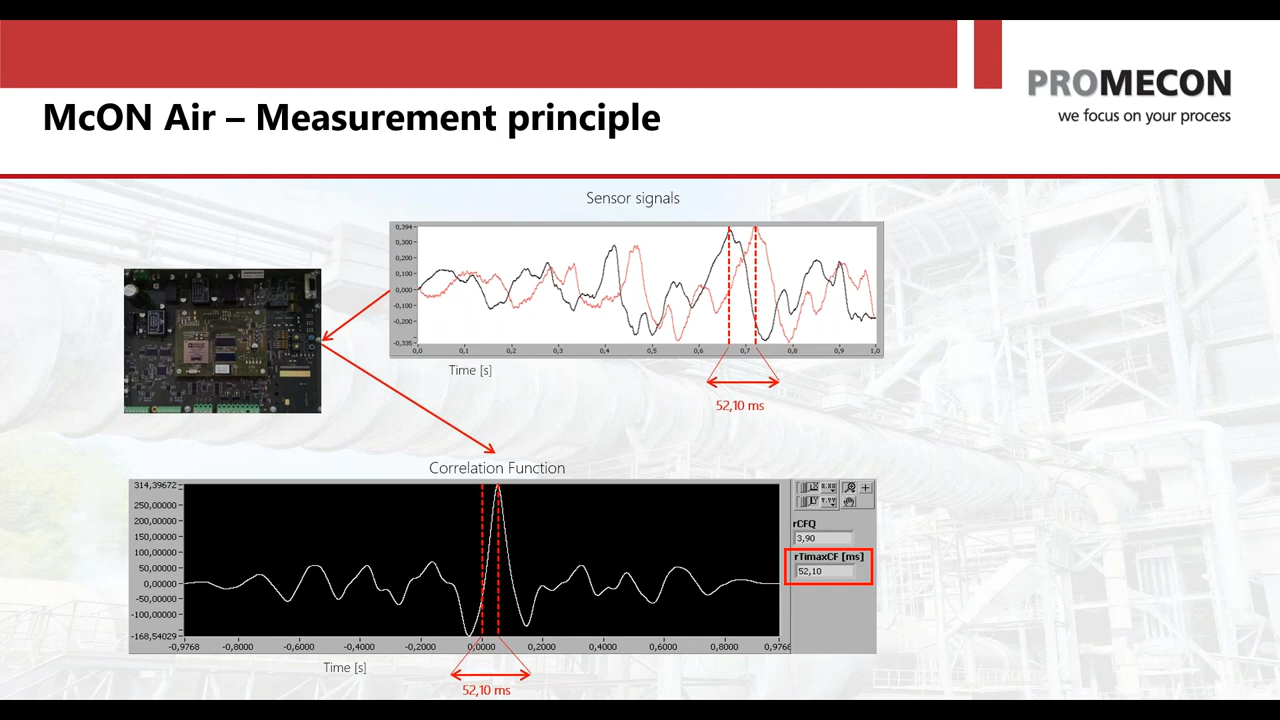 PROMECON
we focus on your process
McON Air – Measurement principle
Sensor signals
0,394
0,300
0,200
0,100
0,000
-0,100
-0,200
-0,335
0,0 0,1 0,2 0,3 0,4 0,5 0,6 0,7 0,8 0,9 1,0
Time [s]
52,10 ms
Correlation Function
314,39672
250,00000
200,00000
150,00000
100,00000
50,00000
0,00000
-50,00000
-100,00000
-168,54029
-0,9768 -0,8000 -0,6000 -0,4000 -0,2000 0,0000 0,2000 0,4000 0,6000 0,8000 0,9768
rCFQ
3,90
rTimaxCF [ms]
52,10
Time [s]
52,10 ms